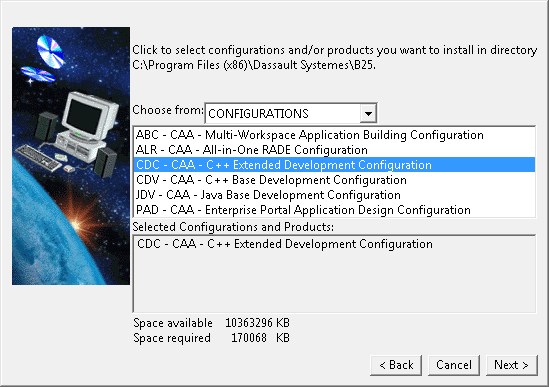 Click to select configurations and/or products you want to install in directory
C:\Program Files (x86)\Dassault Systemes\B25.
Choose from: CONFIGURATIONS
ABC - CAA - Multi-Workspace Application Building Configuration
ALR - CAA - All-in-One RADE Configuration
CDC - CAA - C++ Extended Development Configuration
CDV - CAA - C++ Base Development Configuration
JDV - CAA - Java Base Development Configuration
PAD - CAA - Enterprise Portal Application Design Configuration
Selected Configurations and Products:
CDC - CAA - C++ Extended Development Configuration
Space available 10363296 KB
Space required 170068 KB
< Back Cancel Next >